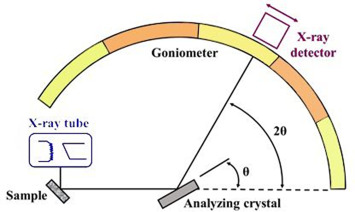 Goniometer
X-ray
detector
X-ray tube
2θ
θ
Sample
Analyzing crystal